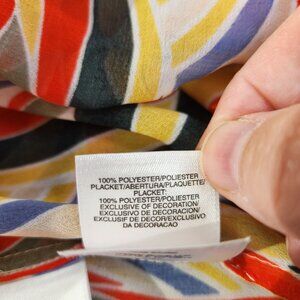 100% POLYESTER/POLIESTER
PLACKET/ABERTURA/PLAQUETTE/
PLACKET:
100% POLYESTER/POLIESTER
EXCLUSIVE OF DECORATION/
EXCLUSIVO DE DECORACION/
EXCLUSIF DE DECOR/EXCLUSIVO
DA DECORACAO